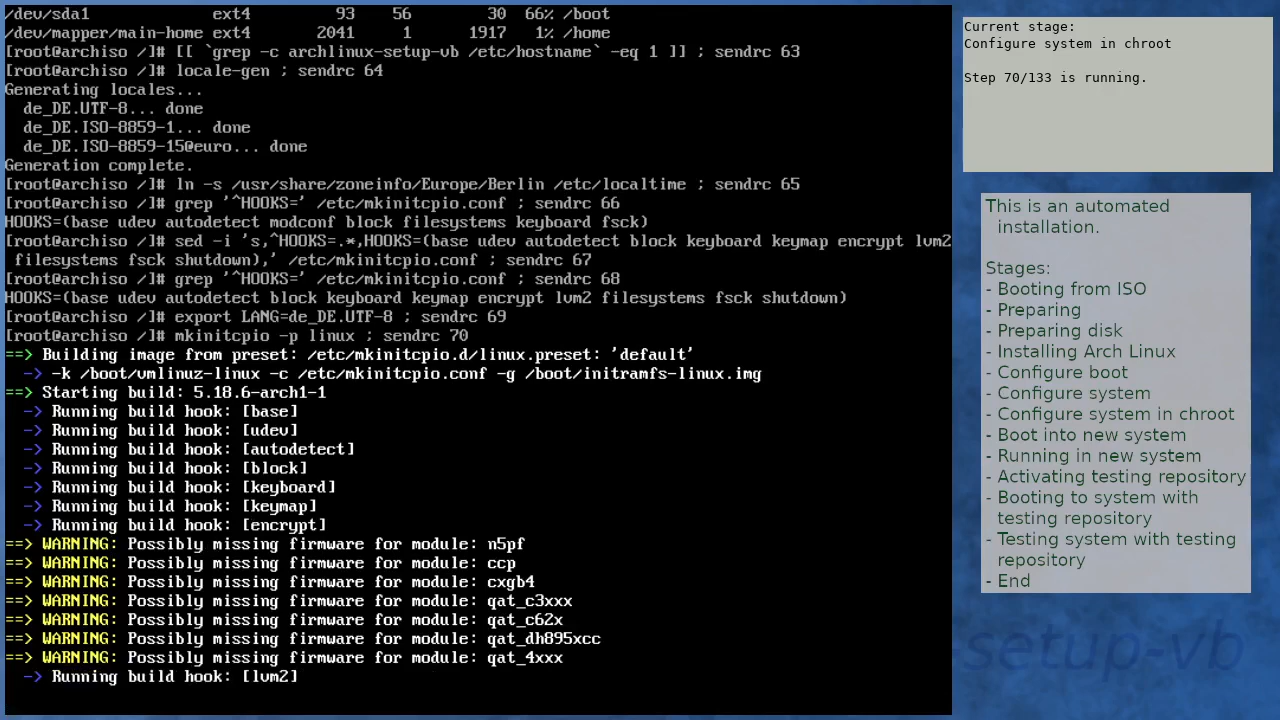 /dev/sda1             ext4         93    56        30  66% /boot
/dev/mapper/main-home ext4       2041     1      1917   1% /home
[root@archiso /]# [[ `grep -c archlinux-setup-vb /etc/hostname` -eq 1 ]] ; sendrc 63
[root@archiso /]# locale-gen ; sendrc 64
Generating locales...
  de_DE.UTF-8... done
  de_DE.ISO-8859-1... done
  de_DE.ISO-8859-15@euro... done
Generation complete.
[root@archiso /]# ln -s /usr/share/zoneinfo/Europe/Berlin /etc/localtime ; sendrc 65
[root@archiso /]# grep '^HOOKS=' /etc/mkinitcpio.conf ; sendrc 66
HOOKS=(base udev autodetect modconf block filesystems keyboard fsck)
[root@archiso /]# sed -i 's,^HOOKS=.*,HOOKS=(base udev autodetect block keyboard keymap encrypt lvm2
 filesystems fsck shutdown),' /etc/mkinitcpio.conf ; sendrc 67
[root@archiso /]# grep '^HOOKS=' /etc/mkinitcpio.conf ; sendrc 68
HOOKS=(base udev autodetect block keyboard keymap encrypt lvm2 filesystems fsck shutdown)
[root@archiso /]# export LANG=de_DE.UTF-8 ; sendrc 69
[root@archiso /]# mkinitcpio -p linux ; sendrc 70
==> Building image from preset: /etc/mkinitcpio.d/linux.preset: 'default'
  -> -k /boot/vmlinuz-linux -c /etc/mkinitcpio.conf -g /boot/initramfs-linux.img
==> Starting build: 5.18.6-arch1-1
  -> Running build hook: [base]
  -> Running build hook: [udev]
  -> Running build hook: [autodetect]
  -> Running build hook: [block]
  -> Running build hook: [keyboard]
  -> Running build hook: [keymap]
  -> Running build hook: [encrypt]
==> WARNING: Possibly missing firmware for module: n5pf
==> WARNING: Possibly missing firmware for module: ccp
==> WARNING: Possibly missing firmware for module: cxgb4
==> WARNING: Possibly missing firmware for module: qat_c3xxx
==> WARNING: Possibly missing firmware for module: qat_c62x
==> WARNING: Possibly missing firmware for module: qat_dh895xcc
==> WARNING: Possibly missing firmware for module: qat_4xxx
  -> Running build hook: [lvm2]
Current stage:
Configure system in chroot
Step 70/133 is running.
This is an automated
installation.
Stages:
- Booting from ISO
- Preparing
- Preparing disk
- Installing Arch Linux
- Configure boot
- Configure system
- Configure system in chroot
- Boot into new system
- Running in new system
- Activating testing repository
- Booting to system with
testing repository
- Testing system with testing
repository
- End
setup-vb